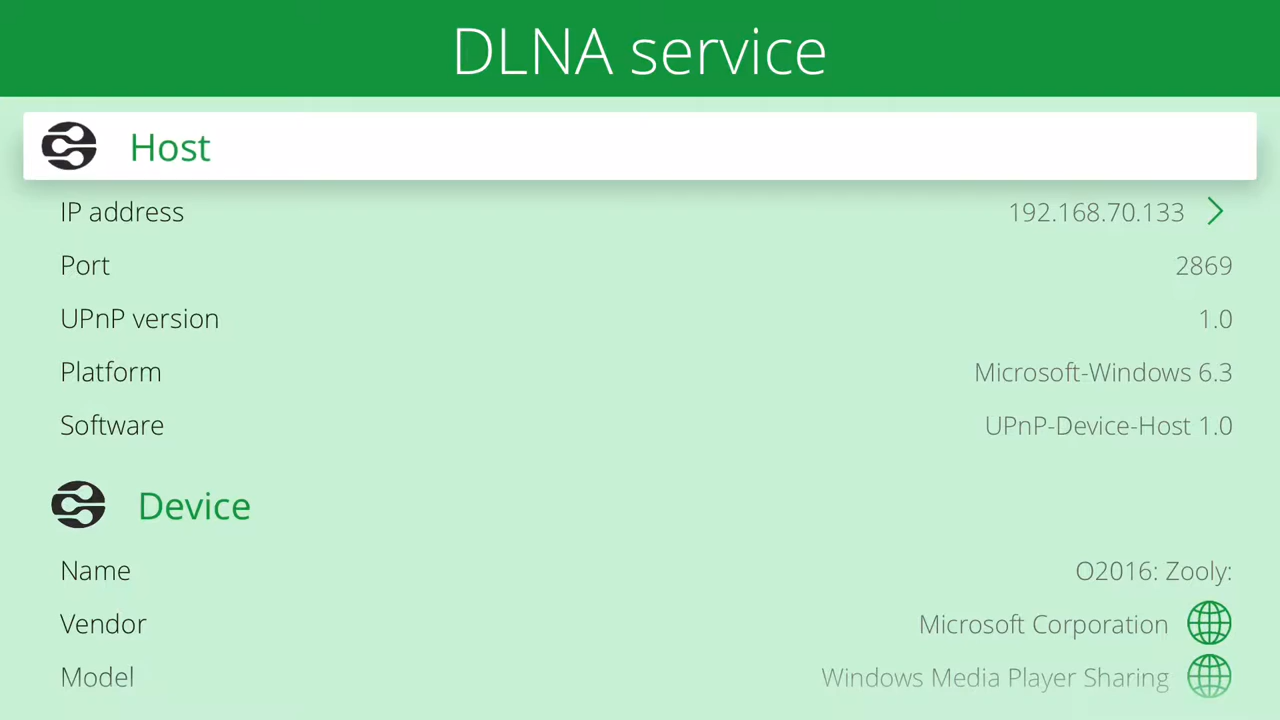 DLNA service
Host
IP address 192.168.70.133
Port 2869
UPnP version 1.0
Platform Microsoft-Windows 6.3
Software UPnP-Device-Host 1.0
Device
Name O2016: Zooly:
Vendor Microsoft Corporation
Model Windows Media Player Sharing